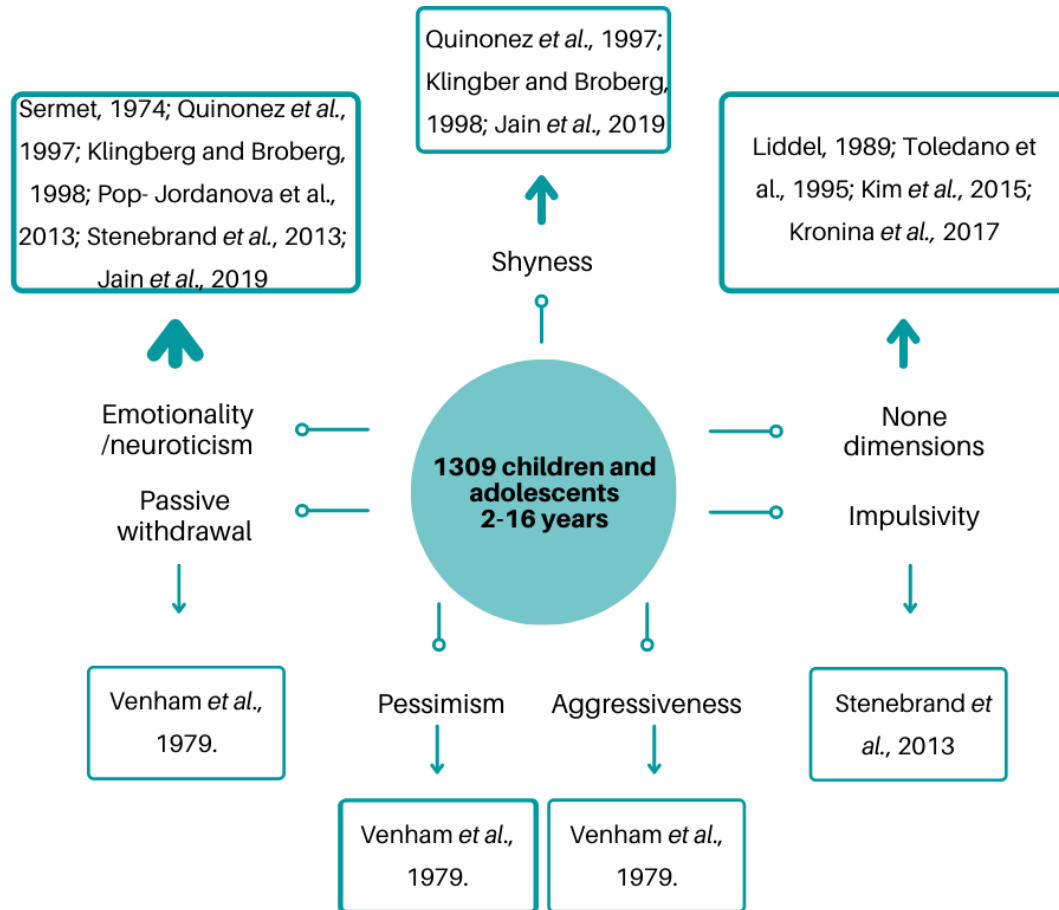 Quinonez et al., 1997;
Klingber and Broberg,
1998; Jain et al., 2019
Sermet, 1974; Quinonez et al.,
1997; Klingberg and Broberg,
1998; Pop- Jordanova et al.,
2013; Stenebrand et al., 2013;
Jain et al., 2019
Liddel, 1989; Toledano et
al., 1995; Kim et al., 2015;
Kronina et al., 2017
Shyness
Emotionality
/neuroticism
None
dimensions
1309 children and
adolescents
2-16 years
Passive
withdrawal
Impulsivity
Venham et al.,
1979.
Pessimism
Aggressiveness
Stenebrand et
al., 2013
Venham et al.,
1979.
Venham et al.,
1979.